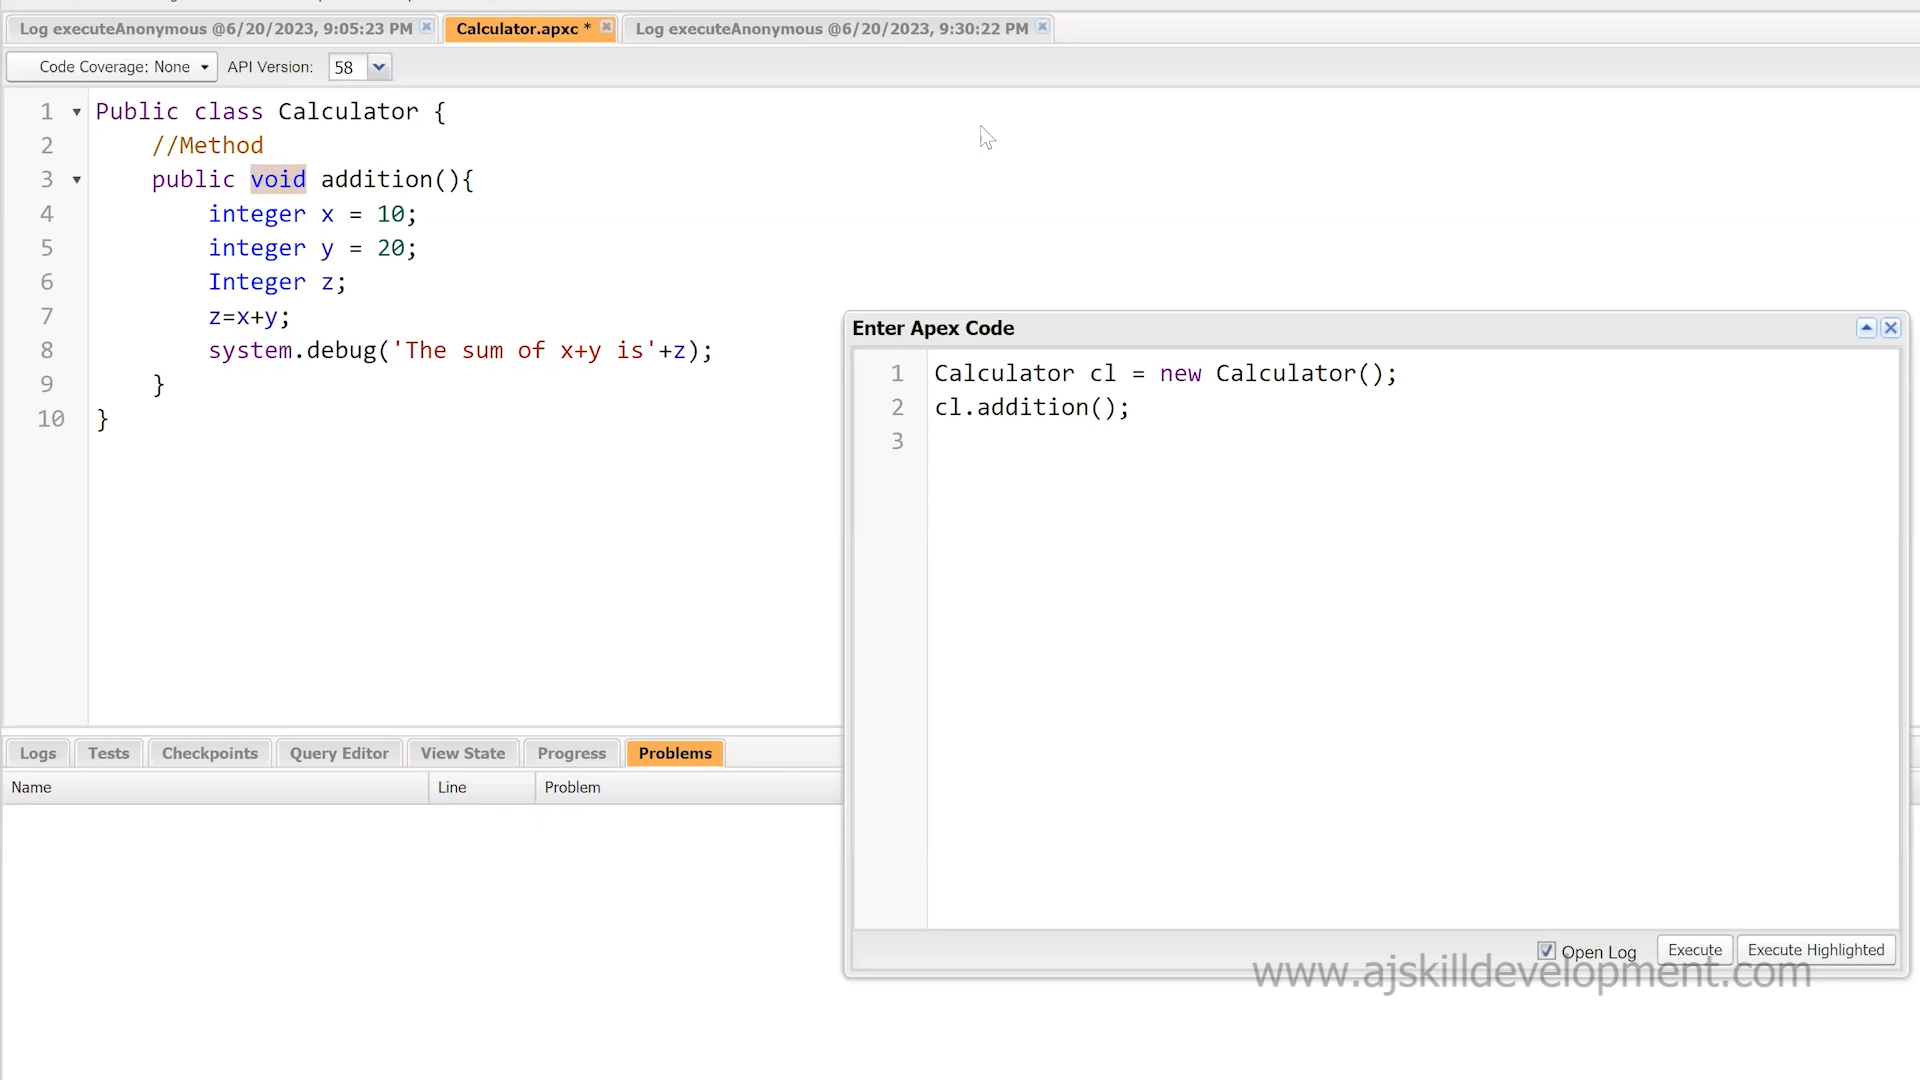 Log executeAnonymous @6/20/2023, 9:05:23 PM
Calculator.apxc *
Log executeAnonymous @6/20/2023, 9:30:22 PM
Code Coverage: None
API Version:
58
1 Public class Calculator {
2 //Method
3 public void addition(){
4 integer x = 10;
5 integer y = 20;
6 Integer z;
7 z=x+y;
8 system.debug('The sum of x+y is'+z);
9 }
10 }
Enter Apex Code
1 Calculator cl = new Calculator();
2 cl.addition();
3
Open Log
Execute
Execute Highlighted
www.ajskilldevelopment.com
Logs
Tests
Checkpoints
Query Editor
View State
Progress
Problems
Name
Line
Problem